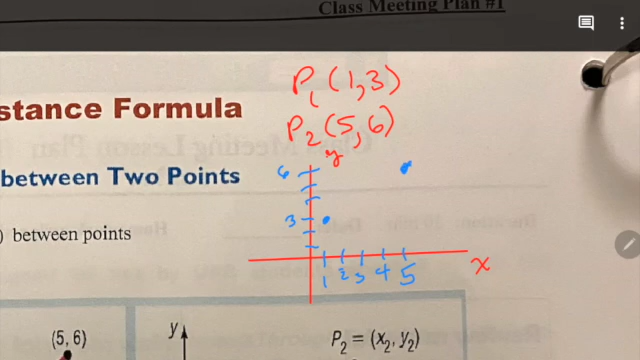 Class Meeting Plan #1
P1 (1,3)
stance Formula
P2 (5,6)
y
between Two Points
6
3
) between points
1 2 3 4 5
x
(5, 6)
y
P2 = (x2, y2)